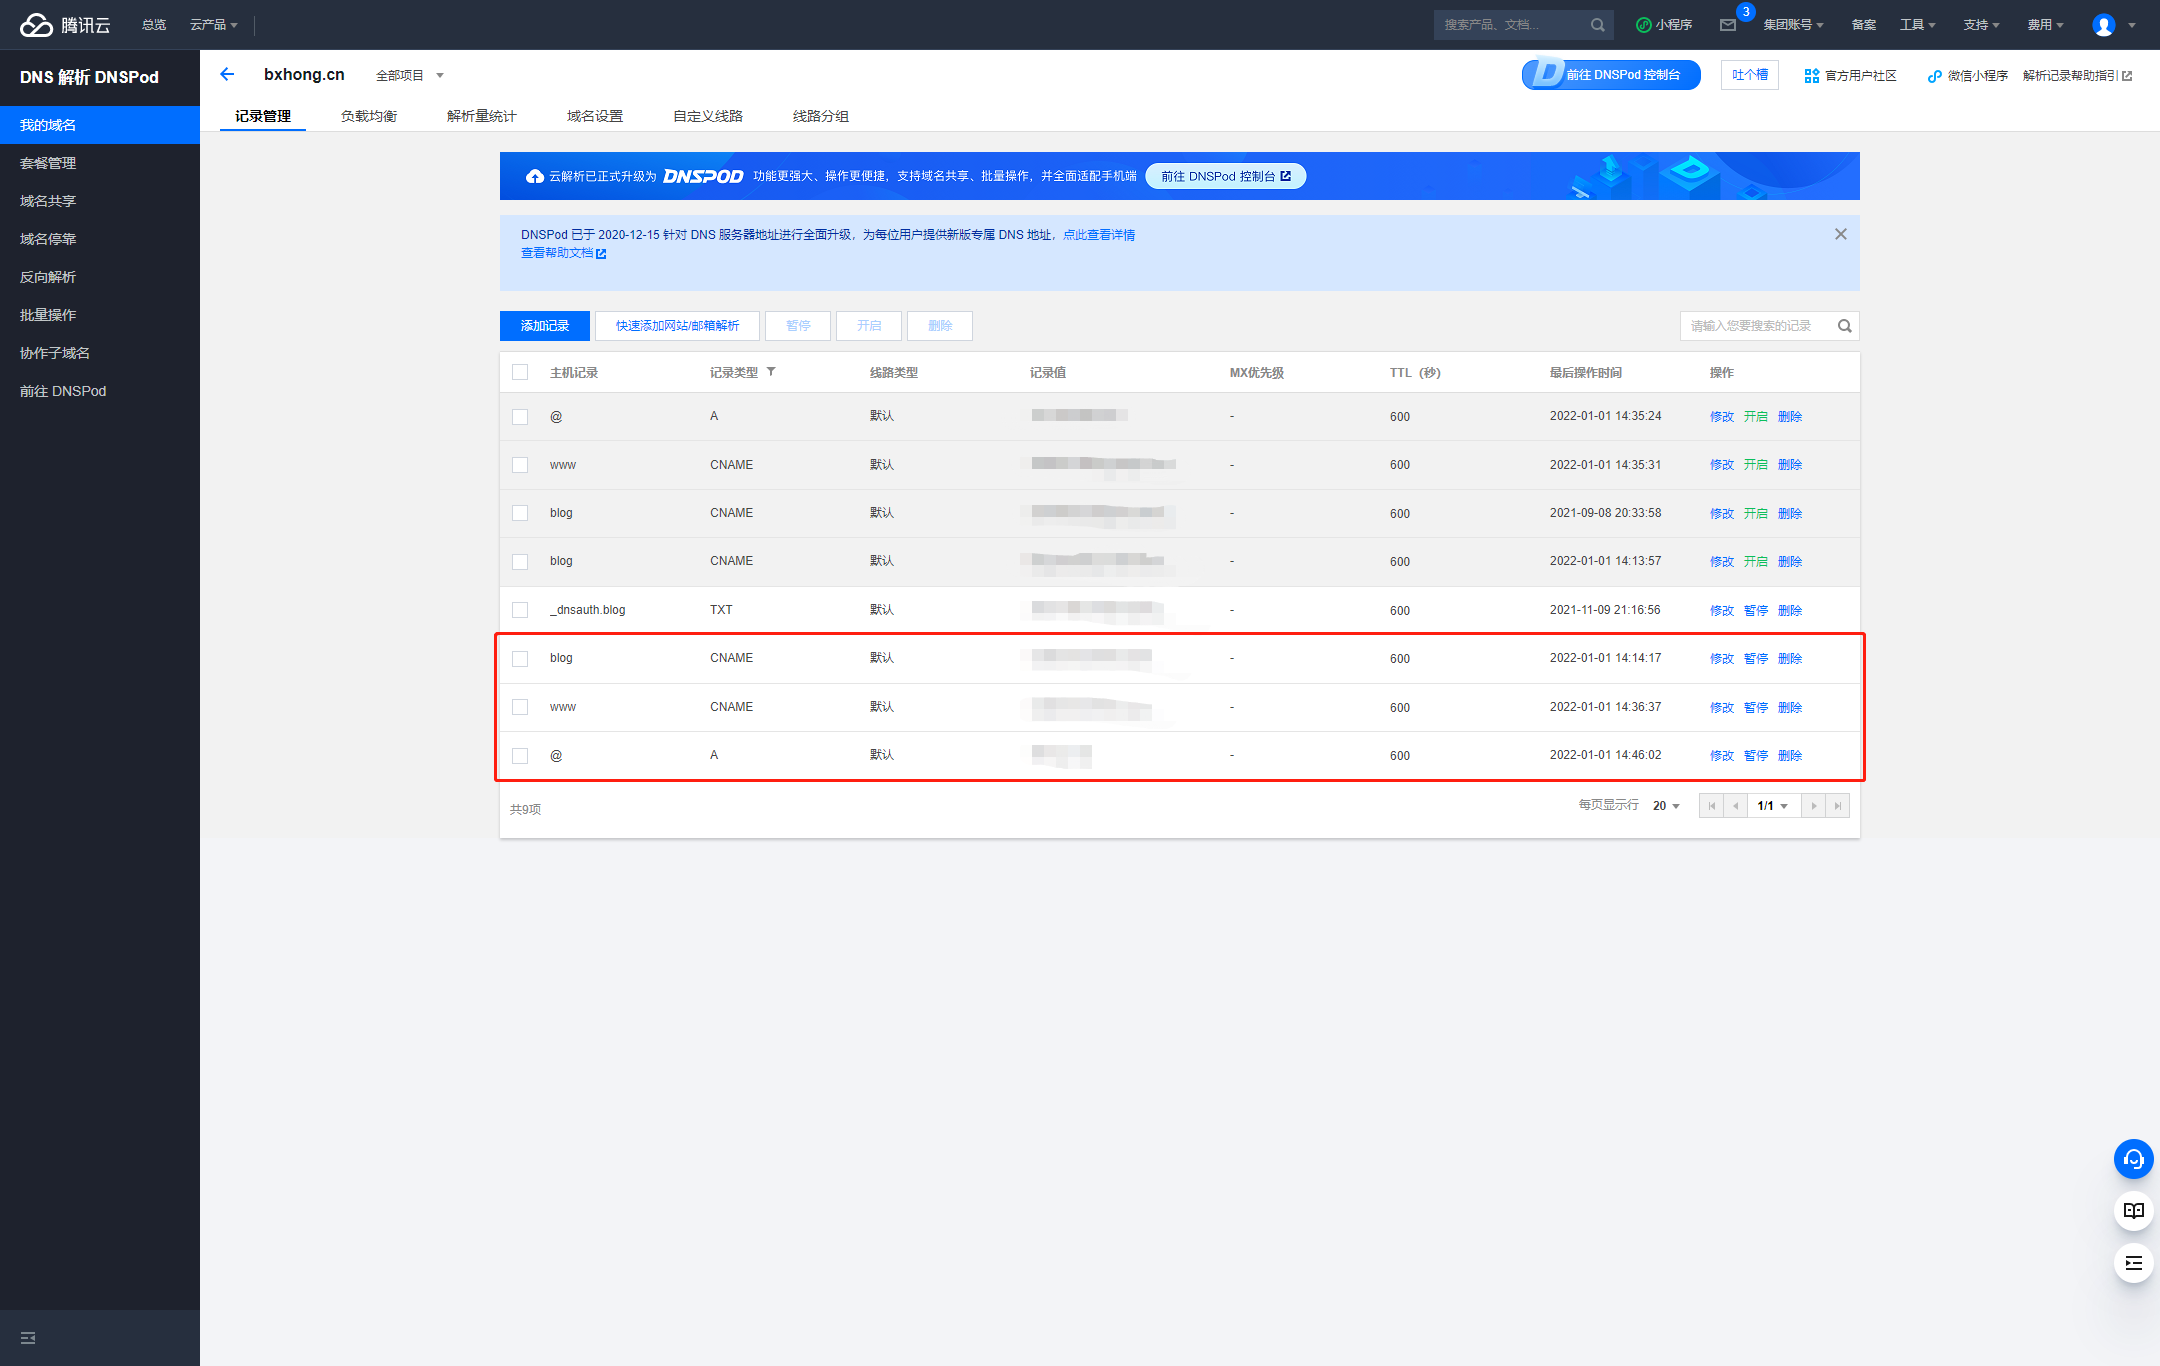 腾讯云 总览 云产品 搜索产品、文档... 小程序 3 集团账号 备案 工具 支持 费用
DNS 解析 DNSPod
我的域名
套餐管理
域名共享
域名停靠
反向解析
批量操作
协作子域名
前往 DNSPod
bxhong.cn 全部项目 前往 DNSPod 控制台 吐个槽 官方用户社区 微信小程序 解析记录帮助指引
记录管理 负载均衡 解析量统计 域名设置 自定义线路 线路分组
云解析已正式升级为 DNSPOD 功能更强大、操作更便捷，支持域名共享、批量操作，并全面适配手机端 前往 DNSPod 控制台
DNSPod 已于 2020-12-15 针对 DNS 服务器地址进行全面升级，为每位用户提供新版专属 DNS 地址，点此查看详情
查看帮助文档
添加记录 快速添加网站/邮箱解析 暂停 开启 删除 请输入您要搜索的记录
主机记录 记录类型 线路类型 记录值 MX优先级 TTL（秒） 最后操作时间 操作
@ A 默认 - 600 2022-01-01 14:35:24 修改 开启 删除
www CNAME 默认 - 600 2022-01-01 14:35:31 修改 开启 删除
blog CNAME 默认 - 600 2021-09-08 20:33:58 修改 开启 删除
blog CNAME 默认 - 600 2022-01-01 14:13:57 修改 开启 删除
_dnsauth.blog TXT 默认 - 600 2021-11-09 21:16:56 修改 暂停 删除
blog CNAME 默认 - 600 2022-01-01 14:14:17 修改 暂停 删除
www CNAME 默认 - 600 2022-01-01 14:36:37 修改 暂停 删除
@ A 默认 - 600 2022-01-01 14:46:02 修改 暂停 删除
共9项 每页显示行 20 1/1